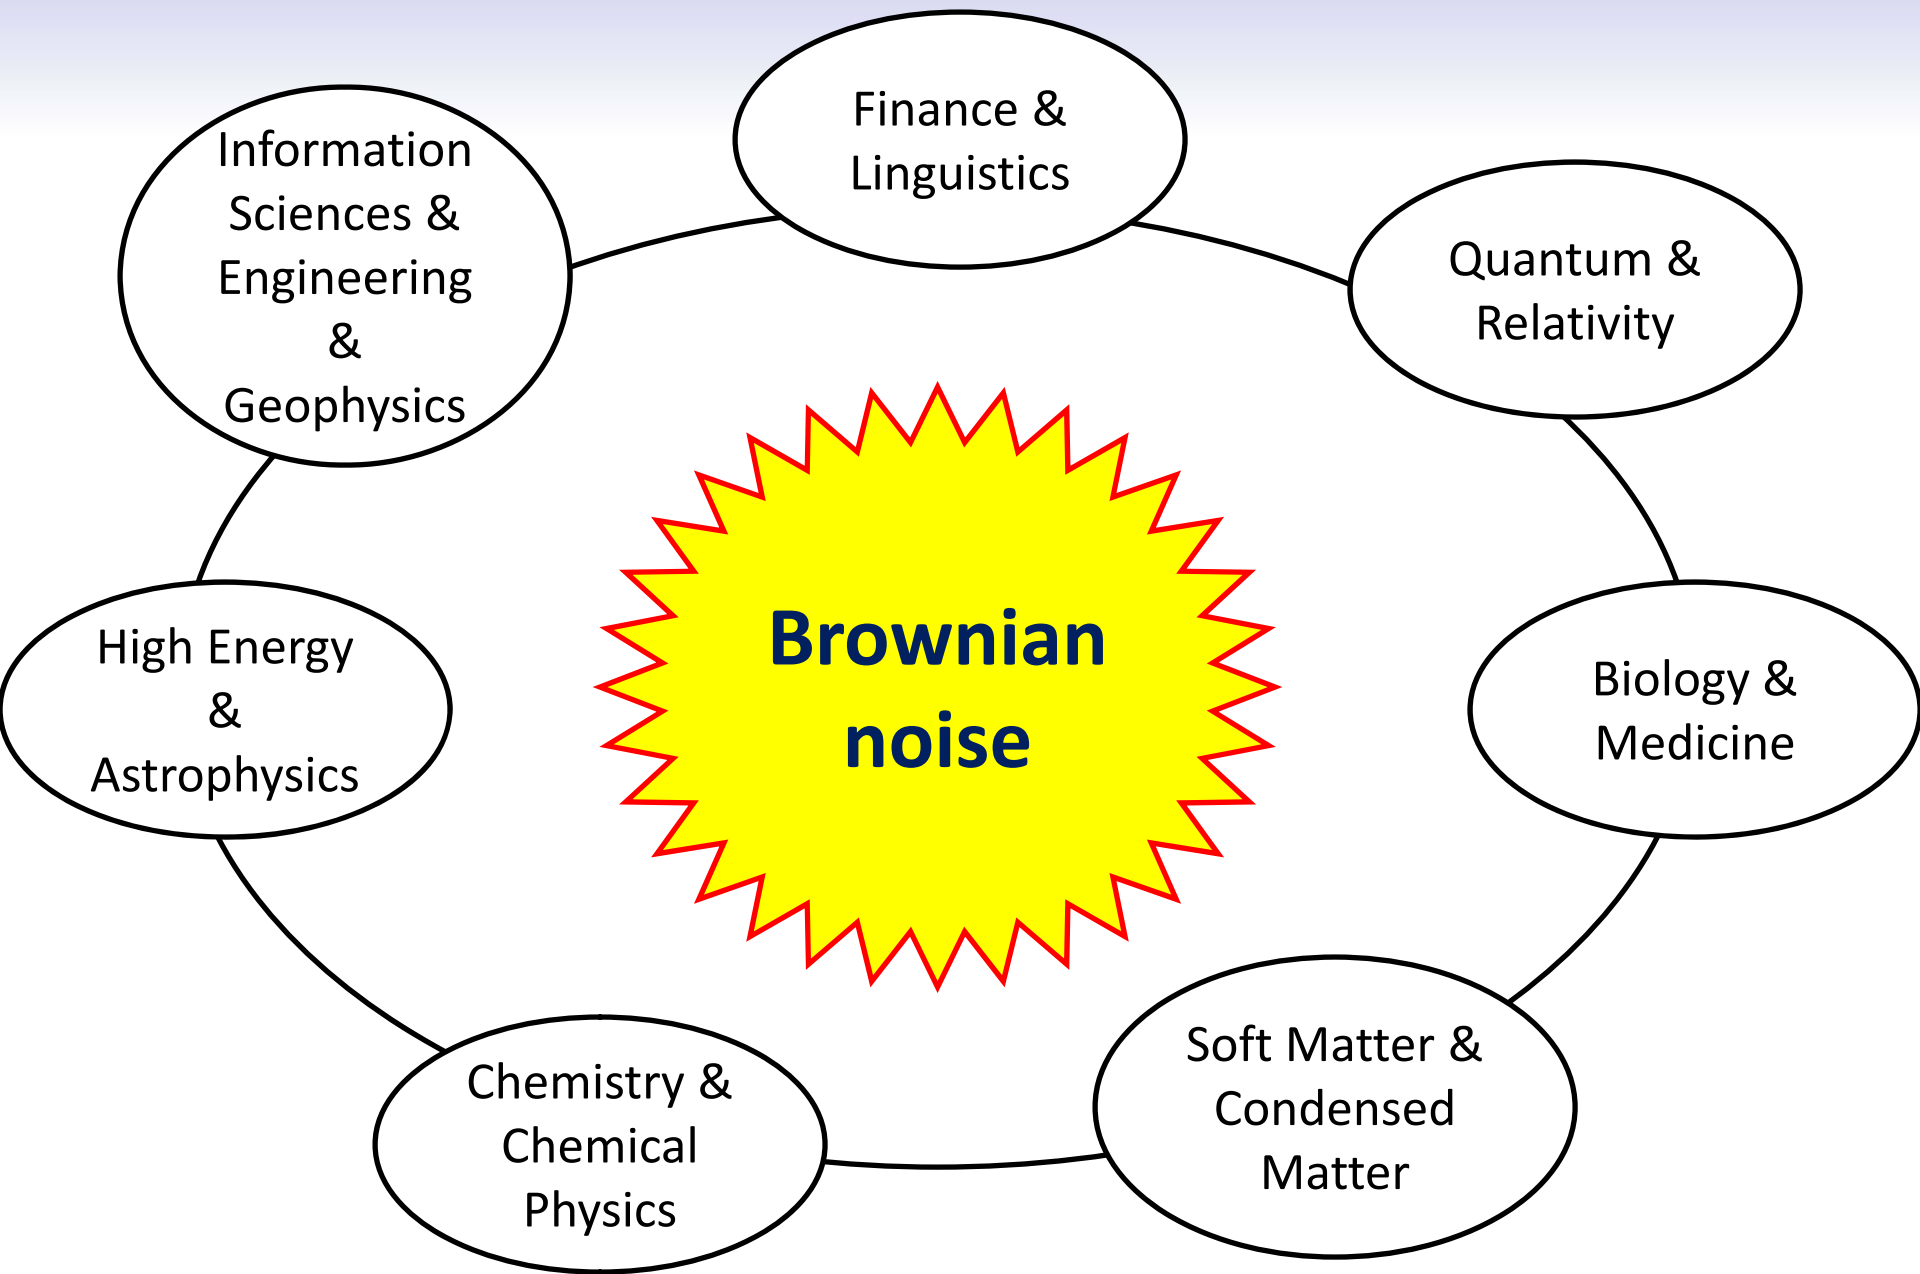 Finance &
Linguistics
Information
Sciences &
Engineering
&
Geophysics
Quantum &
Relativity
Brownian
noise
High Energy
&
Astrophysics
Biology &
Medicine
Chemistry &
Chemical
Physics
Soft Matter &
Condensed
Matter